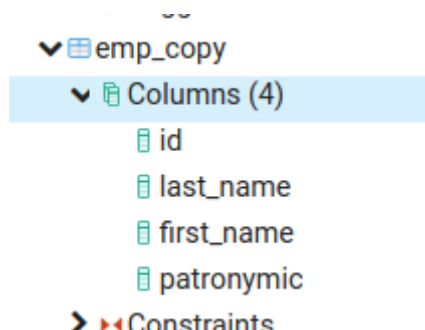 emp_copy
Columns (4)
id
last_name
first_name
patronymic
Constraints